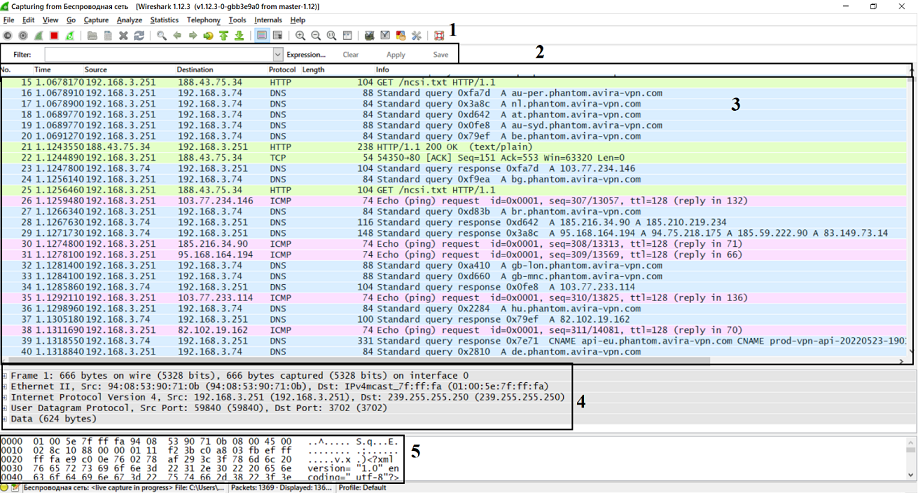 Capturing from Беспроводная сеть [Wireshark 1.12.3 (v1.12.3-0-gbb3e9a0 from master-1.12)]
File Edit View Go Capture Analyze Statistics Telephony Tools Internals Help
1
Filter: Expression... Clear Apply Save 2
No. Time Source Destination Protocol Length Info
15 1.0678170 192.168.3.251 188.43.75.34 HTTP 104 GET /ncsi.txt HTTP/1.1
16 1.0678910 192.168.3.251 192.168.3.74 DNS 88 Standard query 0xfa7d A au-per.phantom.avira-vpn.com
17 1.0678900 192.168.3.251 192.168.3.74 DNS 84 Standard query 0x3a8c A nl.phantom.avira-vpn.com
18 1.0689770 192.168.3.251 192.168.3.74 DNS 84 Standard query 0xd642 A at.phantom.avira-vpn.com
19 1.0689770 192.168.3.251 192.168.3.74 DNS 88 Standard query 0x0fe8 A au-syd.phantom.avira-vpn.com
20 1.0691270 192.168.3.251 192.168.3.74 DNS 84 Standard query 0x79ef A be.phantom.avira-vpn.com
21 1.1243550 188.43.75.34 192.168.3.251 HTTP 238 HTTP/1.1 200 OK (text/plain)
22 1.1244890 192.168.3.251 188.43.75.34 TCP 54 54350→80 [ACK] Seq=151 Ack=553 Win=63320 Len=0
23 1.1247800 192.168.3.74 192.168.3.251 DNS 104 Standard query response 0xfa7d A 103.77.234.146
24 1.1256140 192.168.3.251 192.168.3.74 DNS 84 Standard query 0xf9ea A bg.phantom.avira-vpn.com
25 1.1256460 192.168.3.251 188.43.75.34 HTTP 104 GET /ncsi.txt HTTP/1.1
26 1.1259480 192.168.3.251 103.77.234.146 ICMP 74 Echo (ping) request id=0x0001, seq=307/13057, ttl=128 (reply in 132)
27 1.1266340 192.168.3.251 192.168.3.74 DNS 84 Standard query 0xd83b A br.phantom.avira-vpn.com
28 1.1267630 192.168.3.74 192.168.3.251 DNS 116 Standard query response 0xd642 A 185.216.34.90 A 185.210.219.234
29 1.1271730 192.168.3.74 192.168.3.251 DNS 148 Standard query response 0x3a8c A 95.168.164.194 A 94.75.218.175 A 185.59.222.90 A 83.149.73.14
30 1.1274800 192.168.3.251 185.216.34.90 ICMP 74 Echo (ping) request id=0x0001, seq=308/13313, ttl=128 (reply in 71)
31 1.1278100 192.168.3.251 95.168.164.194 ICMP 74 Echo (ping) request id=0x0001, seq=309/13569, ttl=128 (reply in 66)
32 1.1281400 192.168.3.251 192.168.3.74 DNS 88 Standard query 0xa410 A gb-lon.phantom.avira-vpn.com
33 1.1284100 192.168.3.251 192.168.3.74 DNS 88 Standard query 0xd660 A gb-mnc.phantom.avira-vpn.com
34 1.1285860 192.168.3.74 192.168.3.251 DNS 104 Standard query response 0x0fe8 A 103.77.233.114
35 1.1292110 192.168.3.251 103.77.233.114 ICMP 74 Echo (ping) request id=0x0001, seq=310/13825, ttl=128 (reply in 136)
36 1.1298960 192.168.3.251 192.168.3.74 DNS 84 Standard query 0x2284 A hu.phantom.avira-vpn.com
37 1.1305180 192.168.3.74 192.168.3.251 DNS 100 Standard query response 0x79ef A 82.102.19.162
38 1.1311690 192.168.3.251 82.102.19.162 ICMP 74 Echo (ping) request id=0x0001, seq=311/14081, ttl=128 (reply in 70)
39 1.1318550 192.168.3.74 192.168.3.251 DNS 331 Standard query response 0x7e71 CNAME api-eu.phantom.avira-vpn.com CNAME prod-vpn-api-20220523-190
40 1.1318840 192.168.3.251 192.168.3.74 DNS 84 Standard query 0x2810 A de.phantom.avira-vpn.com
3
Frame 1: 666 bytes on wire (5328 bits), 666 bytes captured (5328 bits) on interface 0
Ethernet II, Src: 94:08:53:90:71:0b (94:08:53:90:71:0b), Dst: IPv4mcast_7f:ff:fa (01:00:5e:7f:ff:fa)
Internet Protocol Version 4, Src: 192.168.3.251 (192.168.3.251), Dst: 239.255.255.250 (239.255.255.250)
User Datagram Protocol, Src Port: 59840 (59840), Dst Port: 3702 (3702)
Data (624 bytes)
4
0000 01 00 5e 7f ff fa 94 08 53 90 71 0b 08 00 45 00 ..^..... S.q...E.
0010 02 8c 10 88 00 00 01 11 f2 3b c0 a8 03 fb ef ff ........ .;......
0020 ff fa e9 c0 0e 76 02 78 af 29 3c 3f 78 6d 6c 20 .....v.x .)<?xml
0030 76 65 72 73 69 6f 6e 3d 22 31 2e 30 22 20 65 6e version= "1.0" en
0040 63 6f 64 69 6e 67 3d 22 75 74 66 2d 38 22 3f 3e coding=" utf-8"?>
5
Беспроводная сеть: <live capture in progress> File: C:\Users\... Packets: 1369 · Displayed: 136... Profile: Default